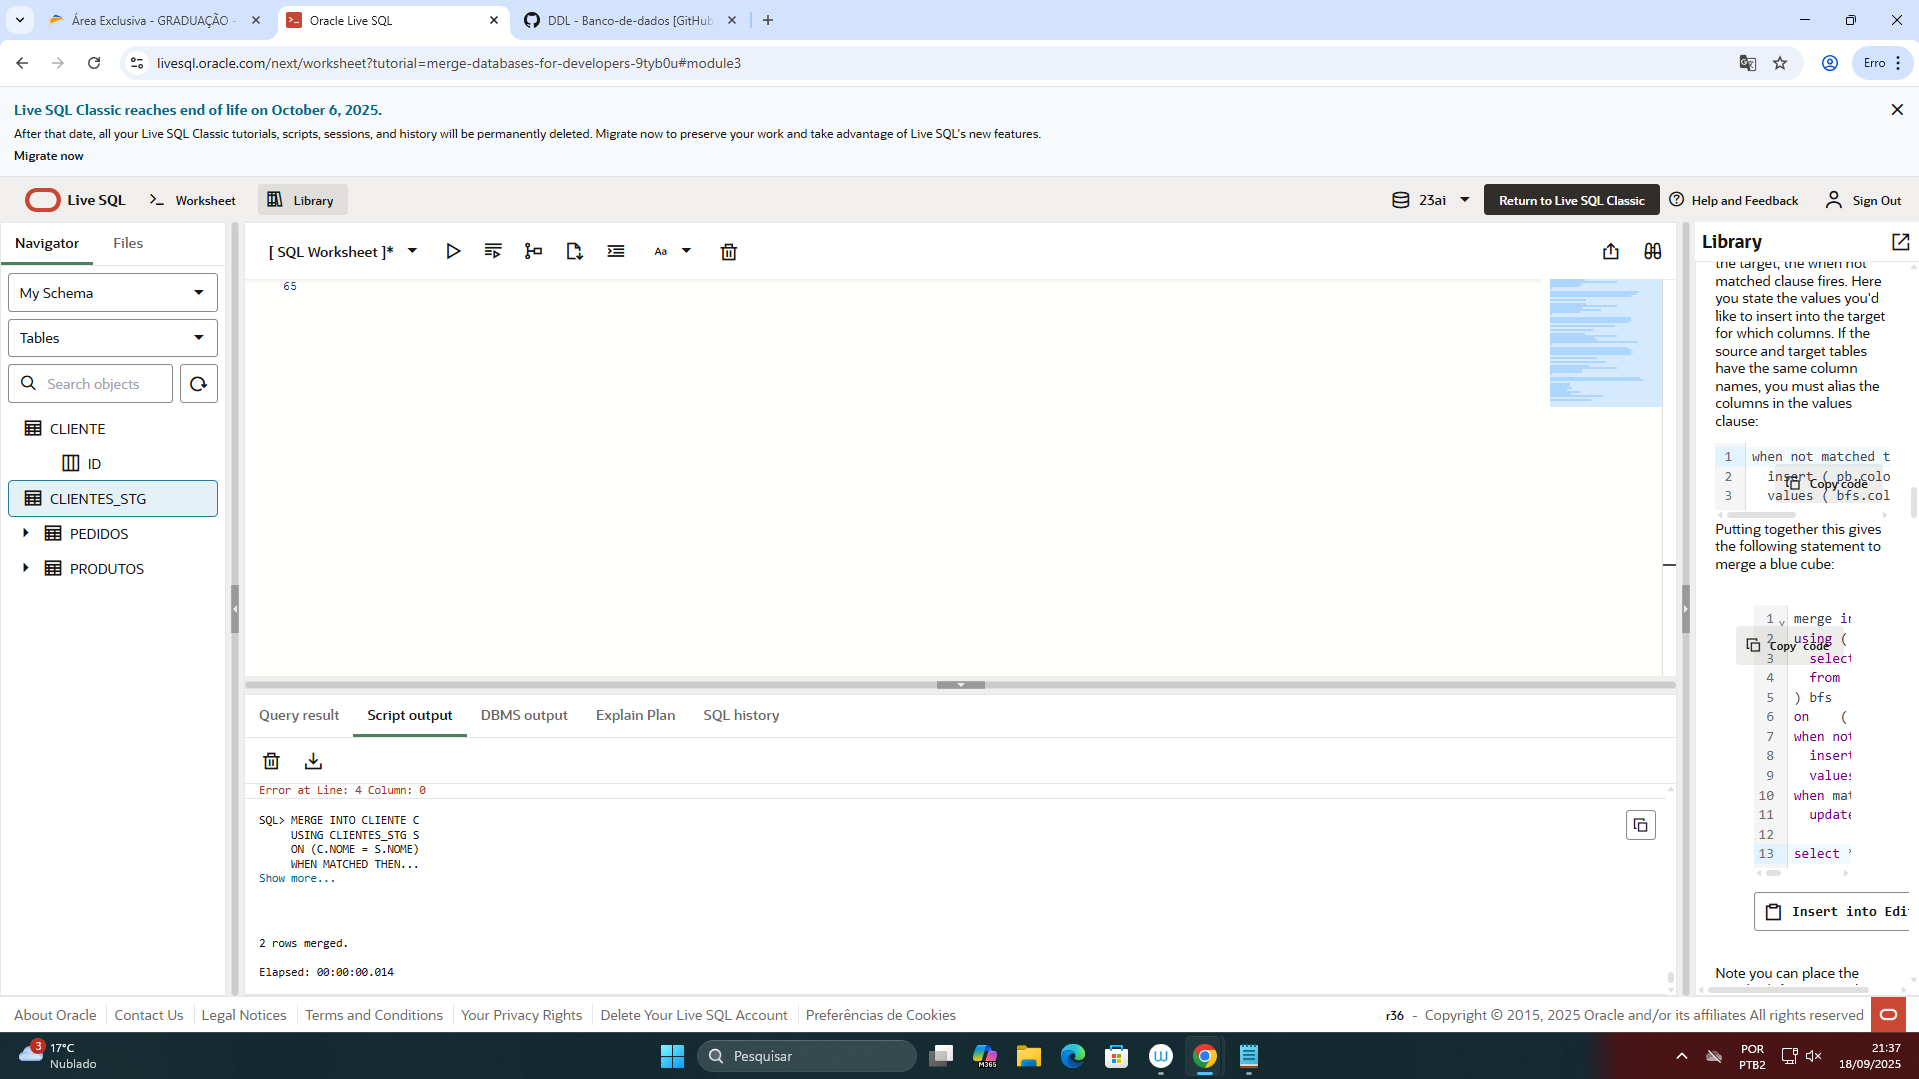 Área Exclusiva - GRADUAÇÃO -
Oracle Live SQL
DDL - Banco-de-dados [GitHub
livesql.oracle.com/next/worksheet?tutorial=merge-databases-for-developers-9tyb0u#module3
Erro
Live SQL Classic reaches end of life on October 6, 2025.
After that date, all your Live SQL Classic tutorials, scripts, sessions, and history will be permanently deleted. Migrate now to preserve your work and take advantage of Live SQL's new features.
Migrate now
Live SQL
Worksheet
Library
23ai
Return to Live SQL Classic
Help and Feedback
Sign Out
Navigator
Files
My Schema
Tables
Search objects
CLIENTE
ID
CLIENTES_STG
PEDIDOS
PRODUTOS
[ SQL Worksheet ]*
Aa
65
Query result
Script output
DBMS output
Explain Plan
SQL history
Error at Line: 4 Column: 0
SQL> MERGE INTO CLIENTE C
USING CLIENTES_STG S
ON (C.NOME = S.NOME)
WHEN MATCHED THEN...
Show more...
2 rows merged.
Elapsed: 00:00:00.014
Library
the target, the when not
matched clause fires. Here
you state the values you'd
like to insert into the target
for which columns. If the
source and target tables
have the same column
names, you must alias the
columns in the values
clause:
1 when not matched t
2 insert ( pb.colo
3 values ( bfs.col
Copy code
Putting together this gives
the following statement to
merge a blue cube:
1 merge in
2 using (
3 select
4 from
5 ) bfs
6 on (
7 when not
8 insert
9 values
10 when mat
11 update
12
13 select *
Copy code
Insert into Edi
Note you can place the
About Oracle
Contact Us
Legal Notices
Terms and Conditions
Your Privacy Rights
Delete Your Live SQL Account
Preferências de Cookies
r36 - Copyright © 2015, 2025 Oracle and/or its affiliates All rights reserved
3
17°C
Nublado
Pesquisar
M365
POR
PTB2
21:37
18/09/2025